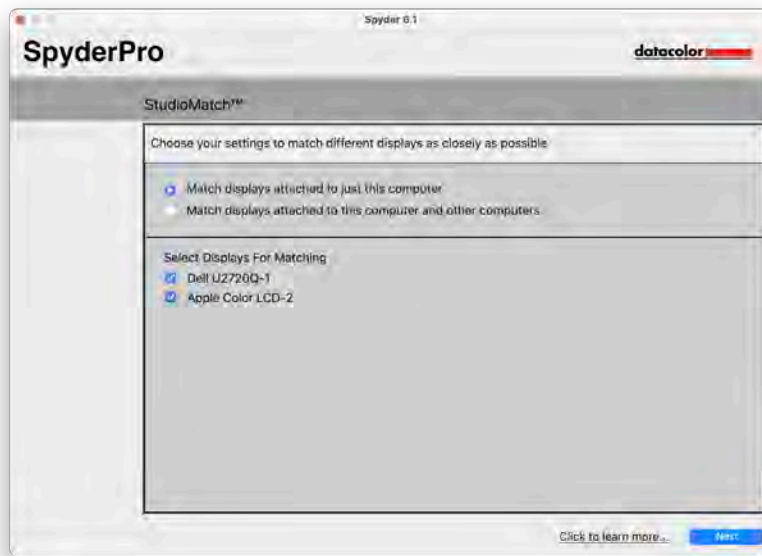 Spyder 6.1
SpyderPro
datacolor
StudioMatch™
Choose your settings to match different displays as closely as possible
Match displays attached to just this computer
Match displays attached to this computer and other computers
Select Displays For Matching
Dell U2720Q-1
Apple Color LCD-2
Click to learn more...
Next